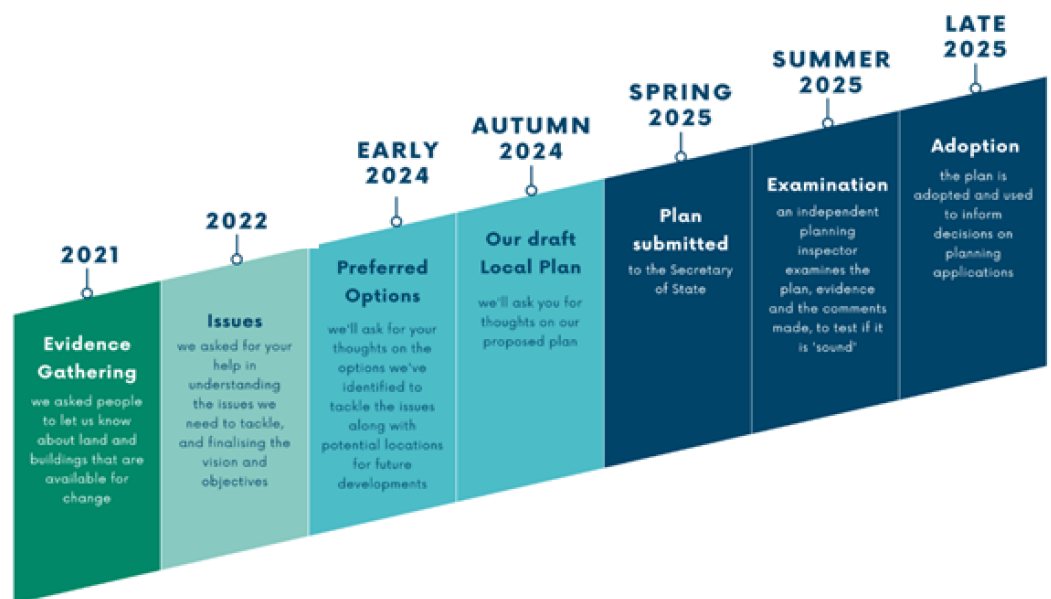 2021
Evidence
Gathering
we asked people
to let us know
about land and
buildings that are
available for
change
2022
Issues
we asked for your
help in
understanding
the issues we
need to tackle,
and finalising the
vision and
objectives
EARLY
2024
Preferred
Options
we'll ask for your
thoughts on the
options we've
identified to
tackle the issues
along with
potential locations
for future
developments
AUTUMN
2024
Our draft
Local Plan
we'll ask you for
thoughts on our
proposed plan
SPRING
2025
Plan
submitted
to the Secretary
of State
SUMMER
2025
Examination
an independent
planning
inspector
examines the
plan, evidence
and the comments
made, to test if it
is 'sound'
LATE
2025
Adoption
the plan is
adopted and used
to inform
decisions on
planning
applications